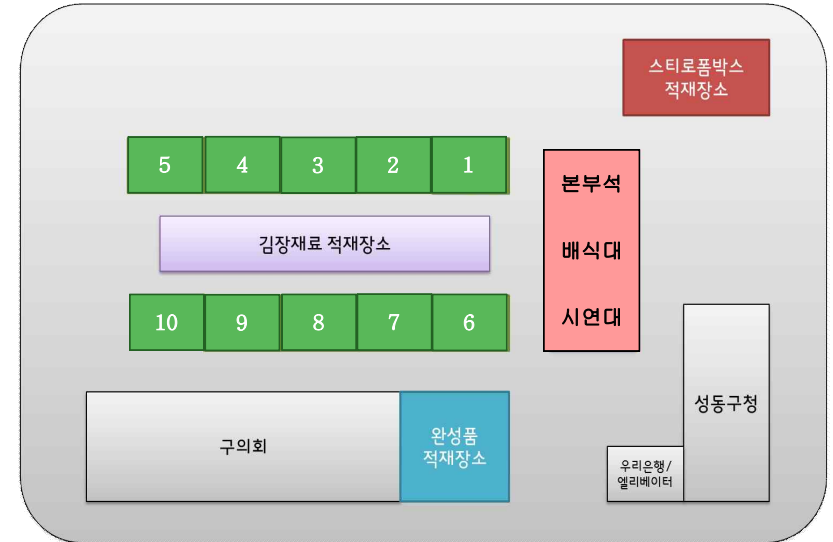 스티로폼박스
적재장소
5 4 3 2 1
본부석
김장재료 적재장소
배식대
10 9 8 7 6
시연대
구의회
완성품
적재장소
성동구청
우리은행/
엘리베이터